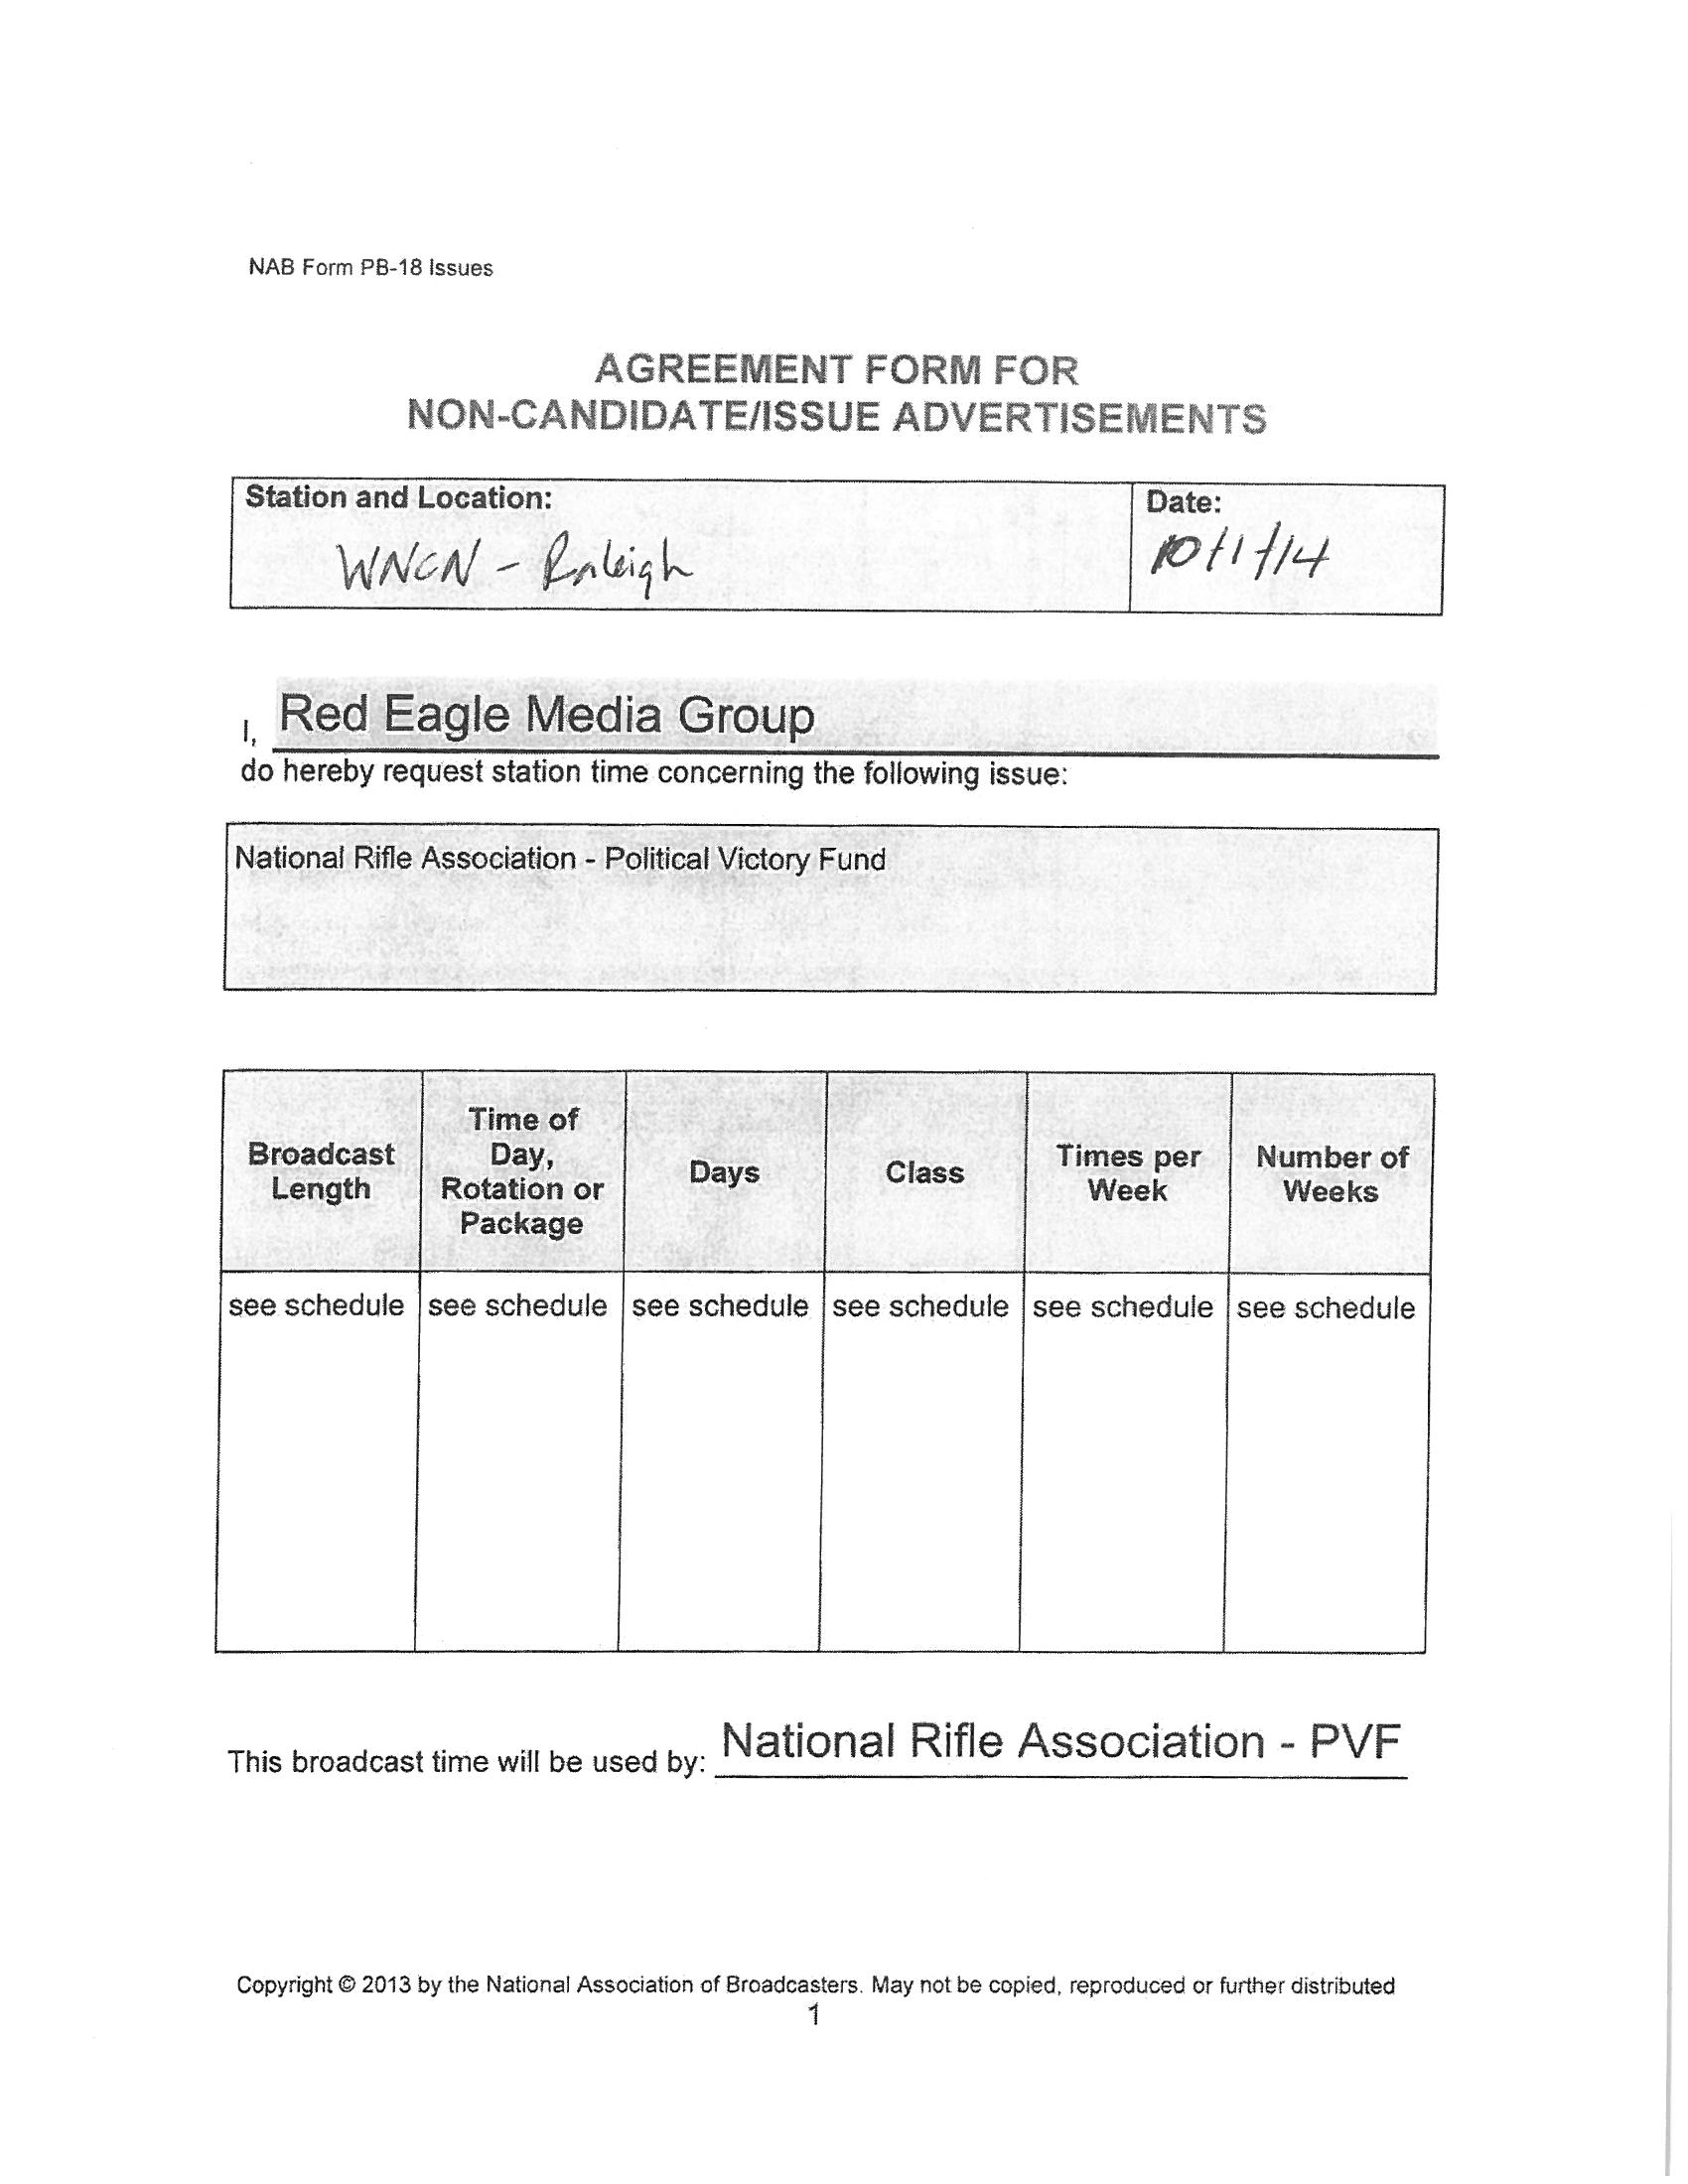 NAB Form PB-18 Issues
AGREEMENT FORM FOR
NON-CANDIDATE/ISSUE ADVERTISEMENTS
Station and Location:
WNCN - Raleigh
Date:
10/1/14
I, Red Eagle Media Group
do hereby request station time concerning the following issue:
National Rifle Association - Political Victory Fund
Broadcast
Length
Time of
Day,
Rotation or
Package
Days
Class
Times per
Week
Number of
Weeks
see schedule see schedule see schedule see schedule see schedule see schedule
This broadcast time will be used by: National Rifle Association - PVF
Copyright © 2013 by the National Association of Broadcasters. May not be copied, reproduced or further distributed
1